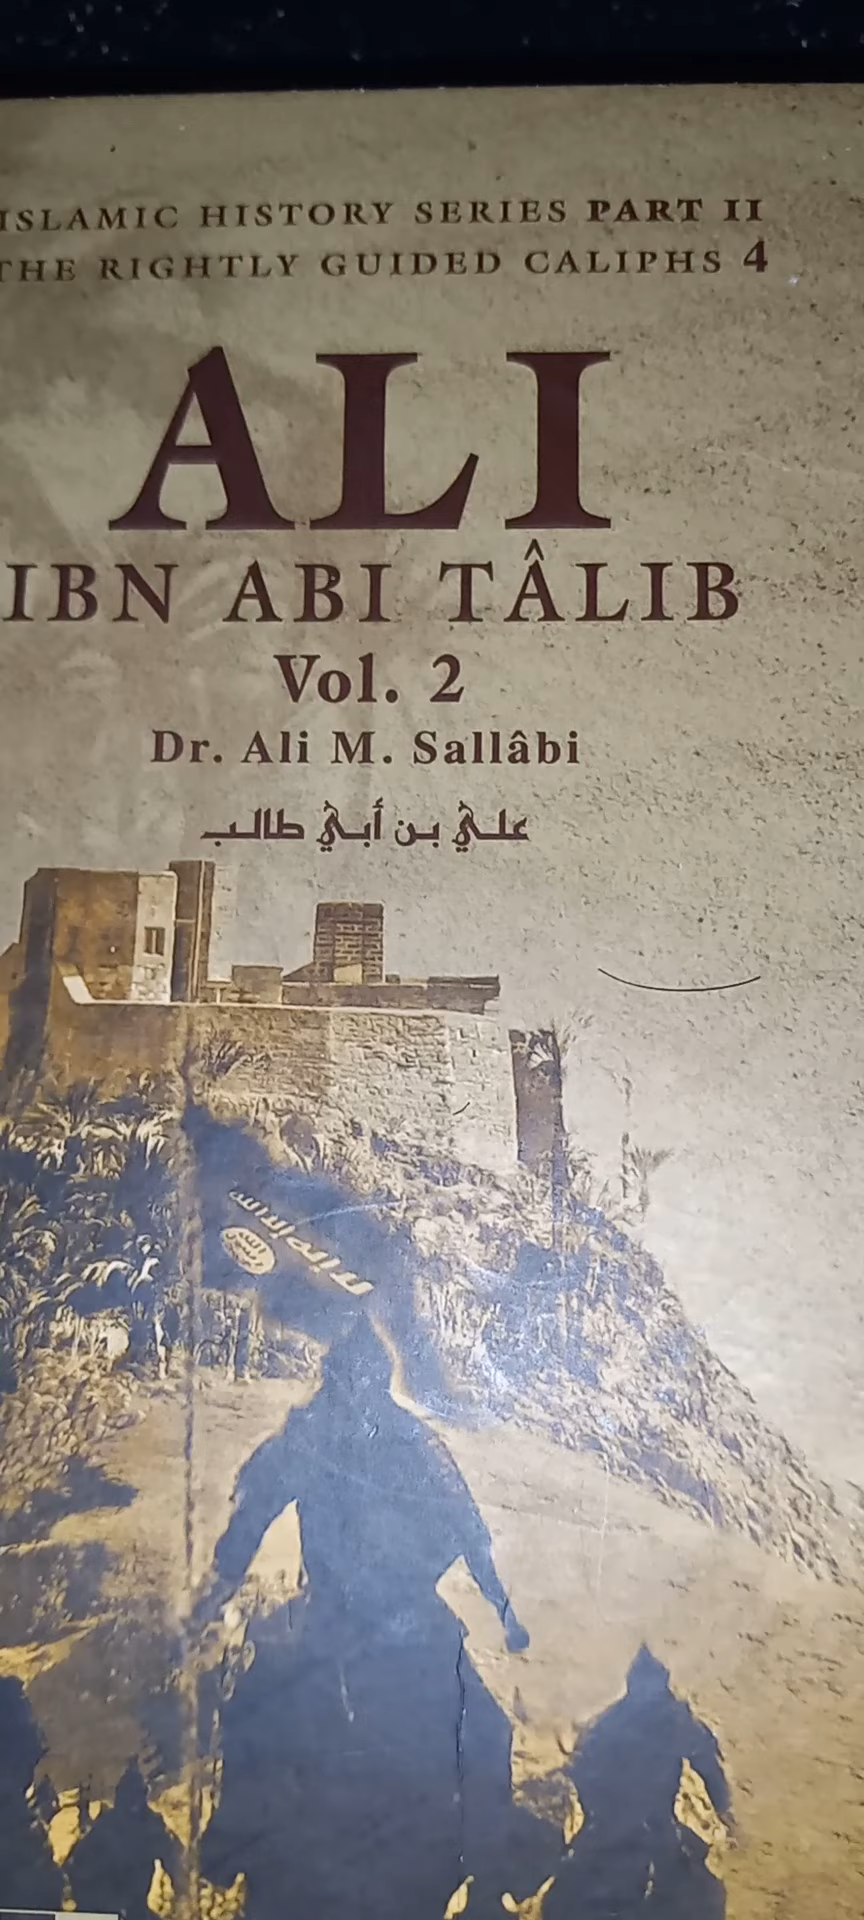 ISLAMIC HISTORY SERIES PART II
THE RIGHTLY GUIDED CALIPHS 4
ALI
IBN ABI TÂLIB
Vol. 2
Dr. Ali M. Sallâbi
علي بن أبي طالب